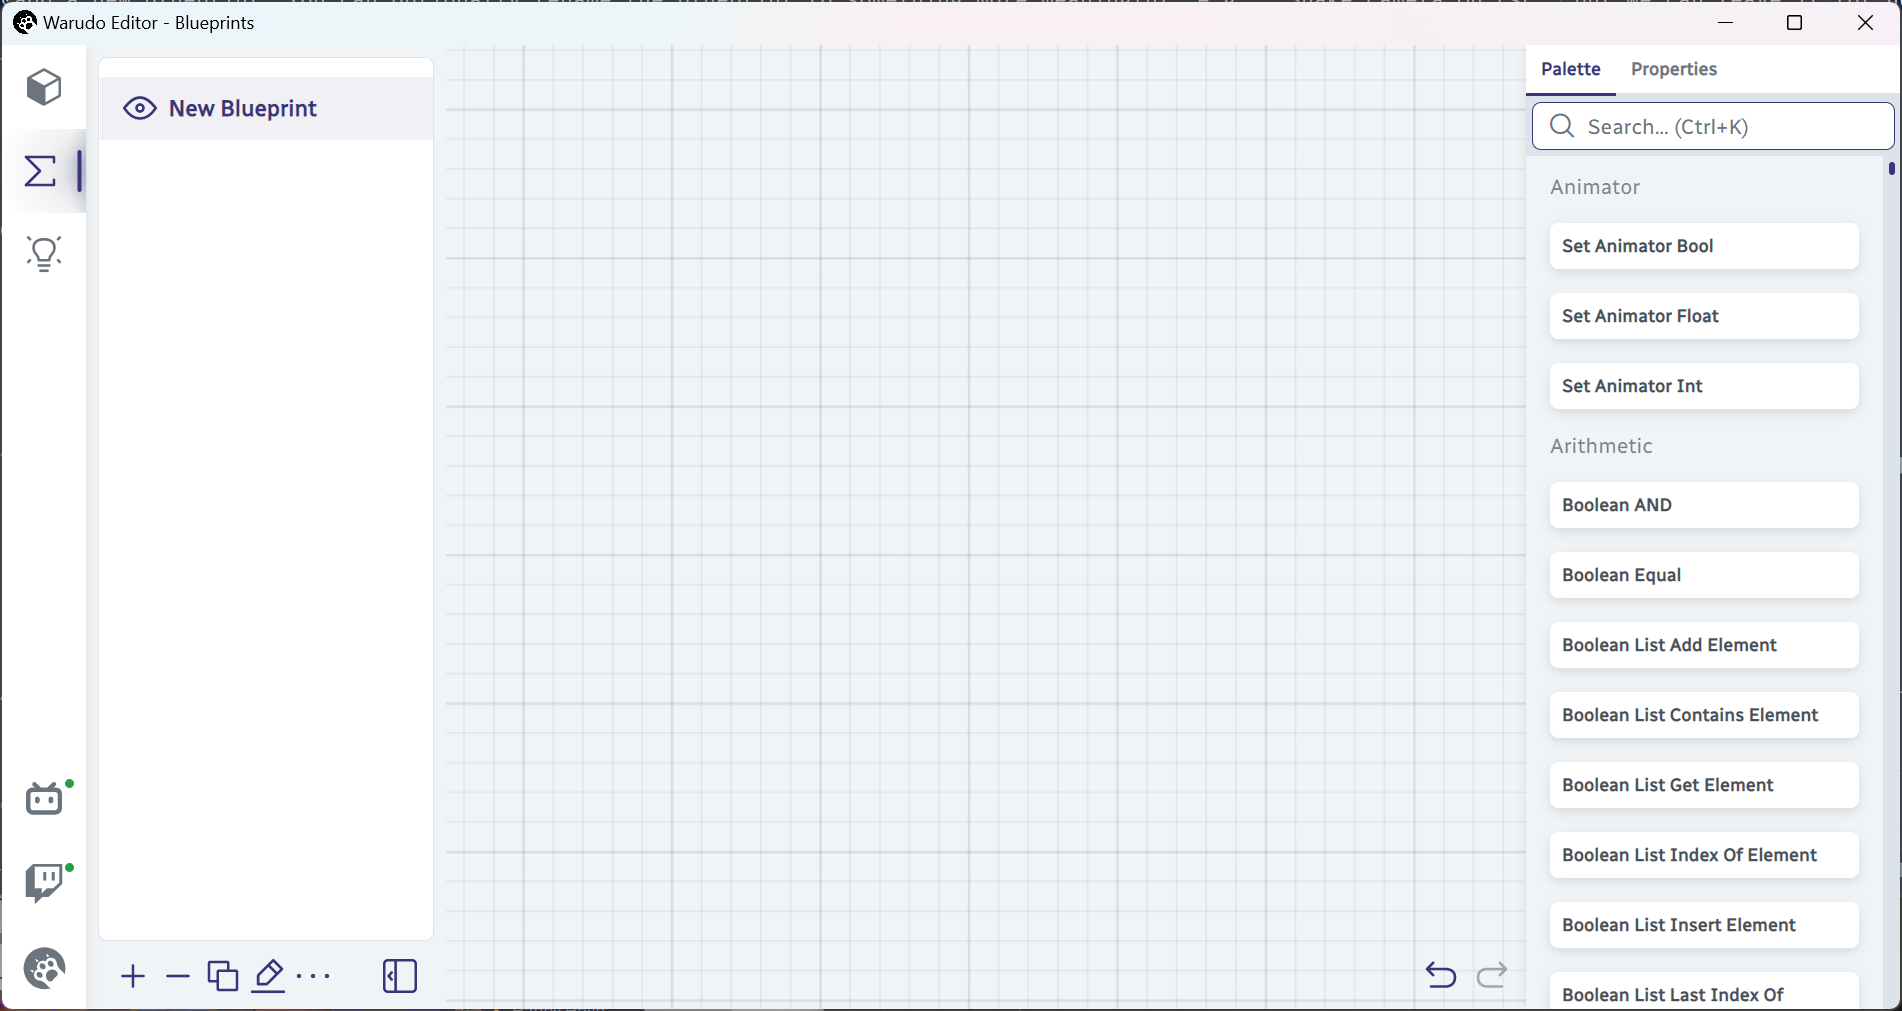 Warudo Editor - Blueprints
New Blueprint
Palette
Properties
Search... (Ctrl+K)
Animator
Set Animator Bool
Set Animator Float
Set Animator Int
Arithmetic
Boolean AND
Boolean Equal
Boolean List Add Element
Boolean List Contains Element
Boolean List Get Element
Boolean List Index Of Element
Boolean List Insert Element
Boolean List Last Index Of